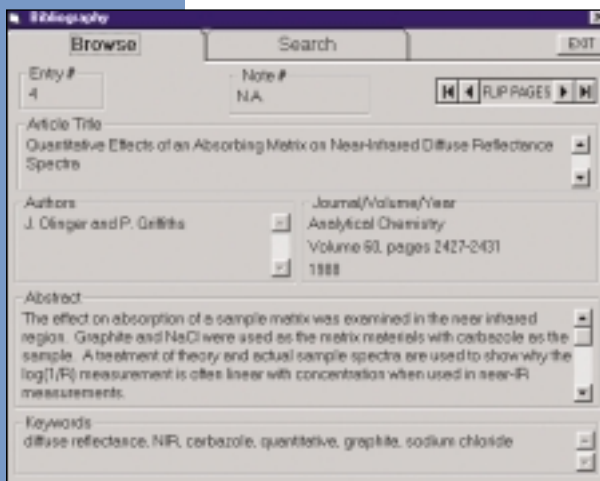 Bibliography
Browse
Search
EXIT
Entry #
4
Note #
N.A.
FLIP PAGES
Article Title
Quantitative Effects of an Absorbing Matrix on Near-Infrared Diffuse Reflectance
Spectra
Authors
J. Olinger and P. Griffiths
Journal/Volume/Year
Analytical Chemistry
Volume 60, pages 2427-2431
1988
Abstract
The effect on absorption of a sample matrix was examined in the near infrared
region. Graphite and NaCl were used as the matrix materials with carbazole as the
sample. A treatment of theory and actual sample spectra are used to show why the
log(1/R) measurement is often linear with concentration when used in near-IR
measurements.
Keywords
diffuse reflectance, NIR, carbazole, quantitative, graphite, sodium chloride